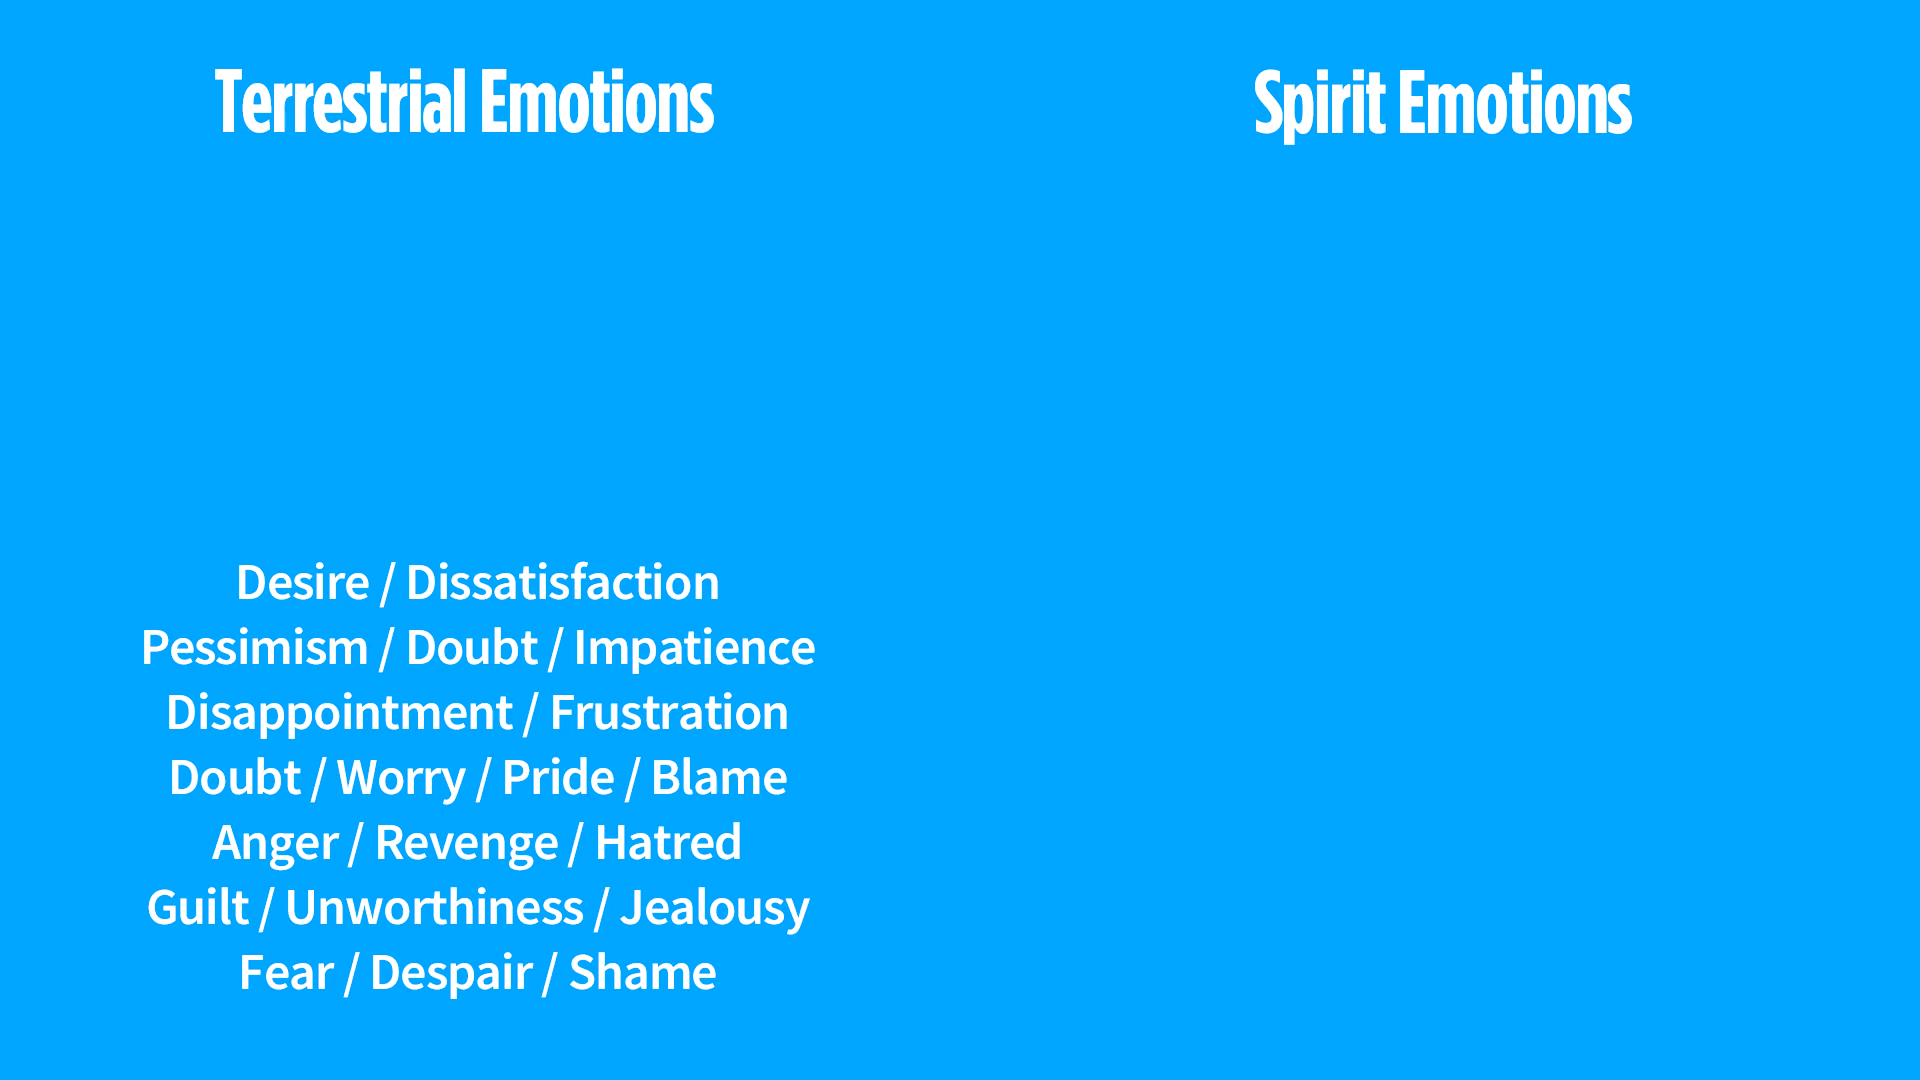 Terrestrial Emotions
Spirit Emotions
Desire / Dissatisfaction
Pessimism / Doubt / Impatience
Disappointment / Frustration
Doubt / Worry / Pride / Blame
Anger / Revenge / Hatred
Guilt / Unworthiness / Jealousy
Fear / Despair / Shame